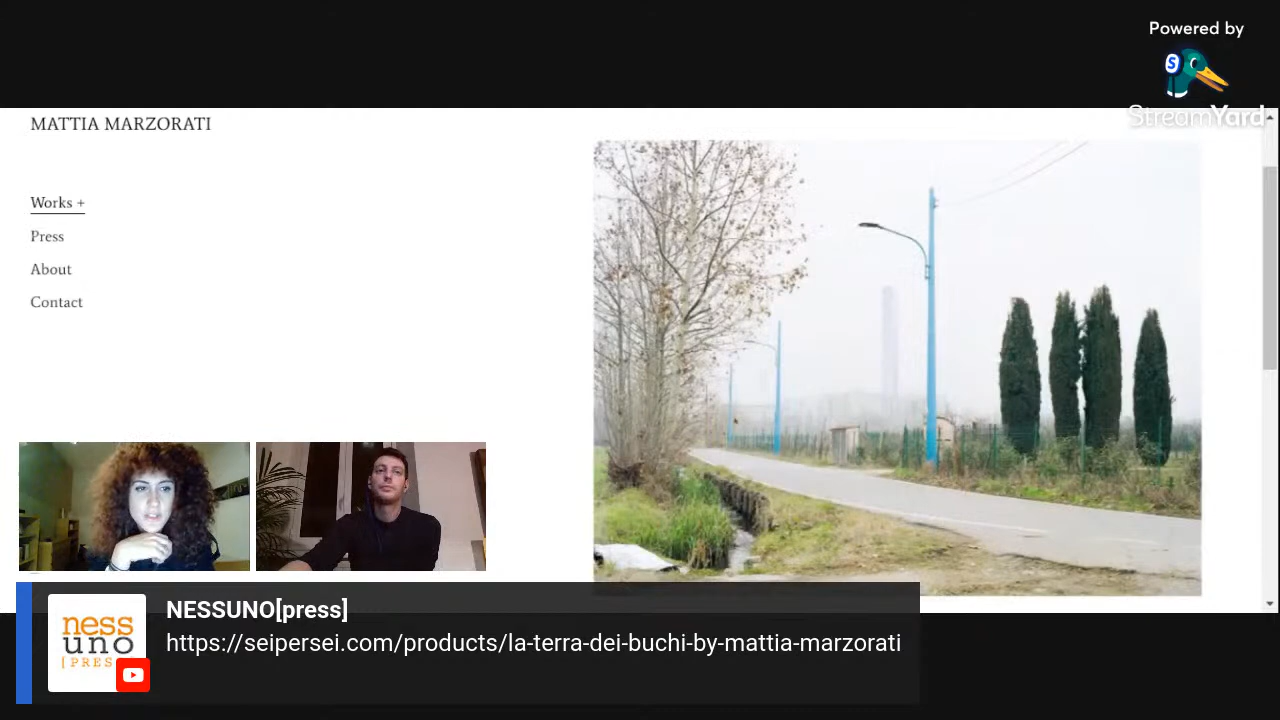 Powered by
StreamYard
MATTIA MARZORATI
Works +
Press
About
Contact
ness
uno
[PRES
NESSUNO[press]
https://seipersei.com/products/la-terra-dei-buchi-by-mattia-marzorati